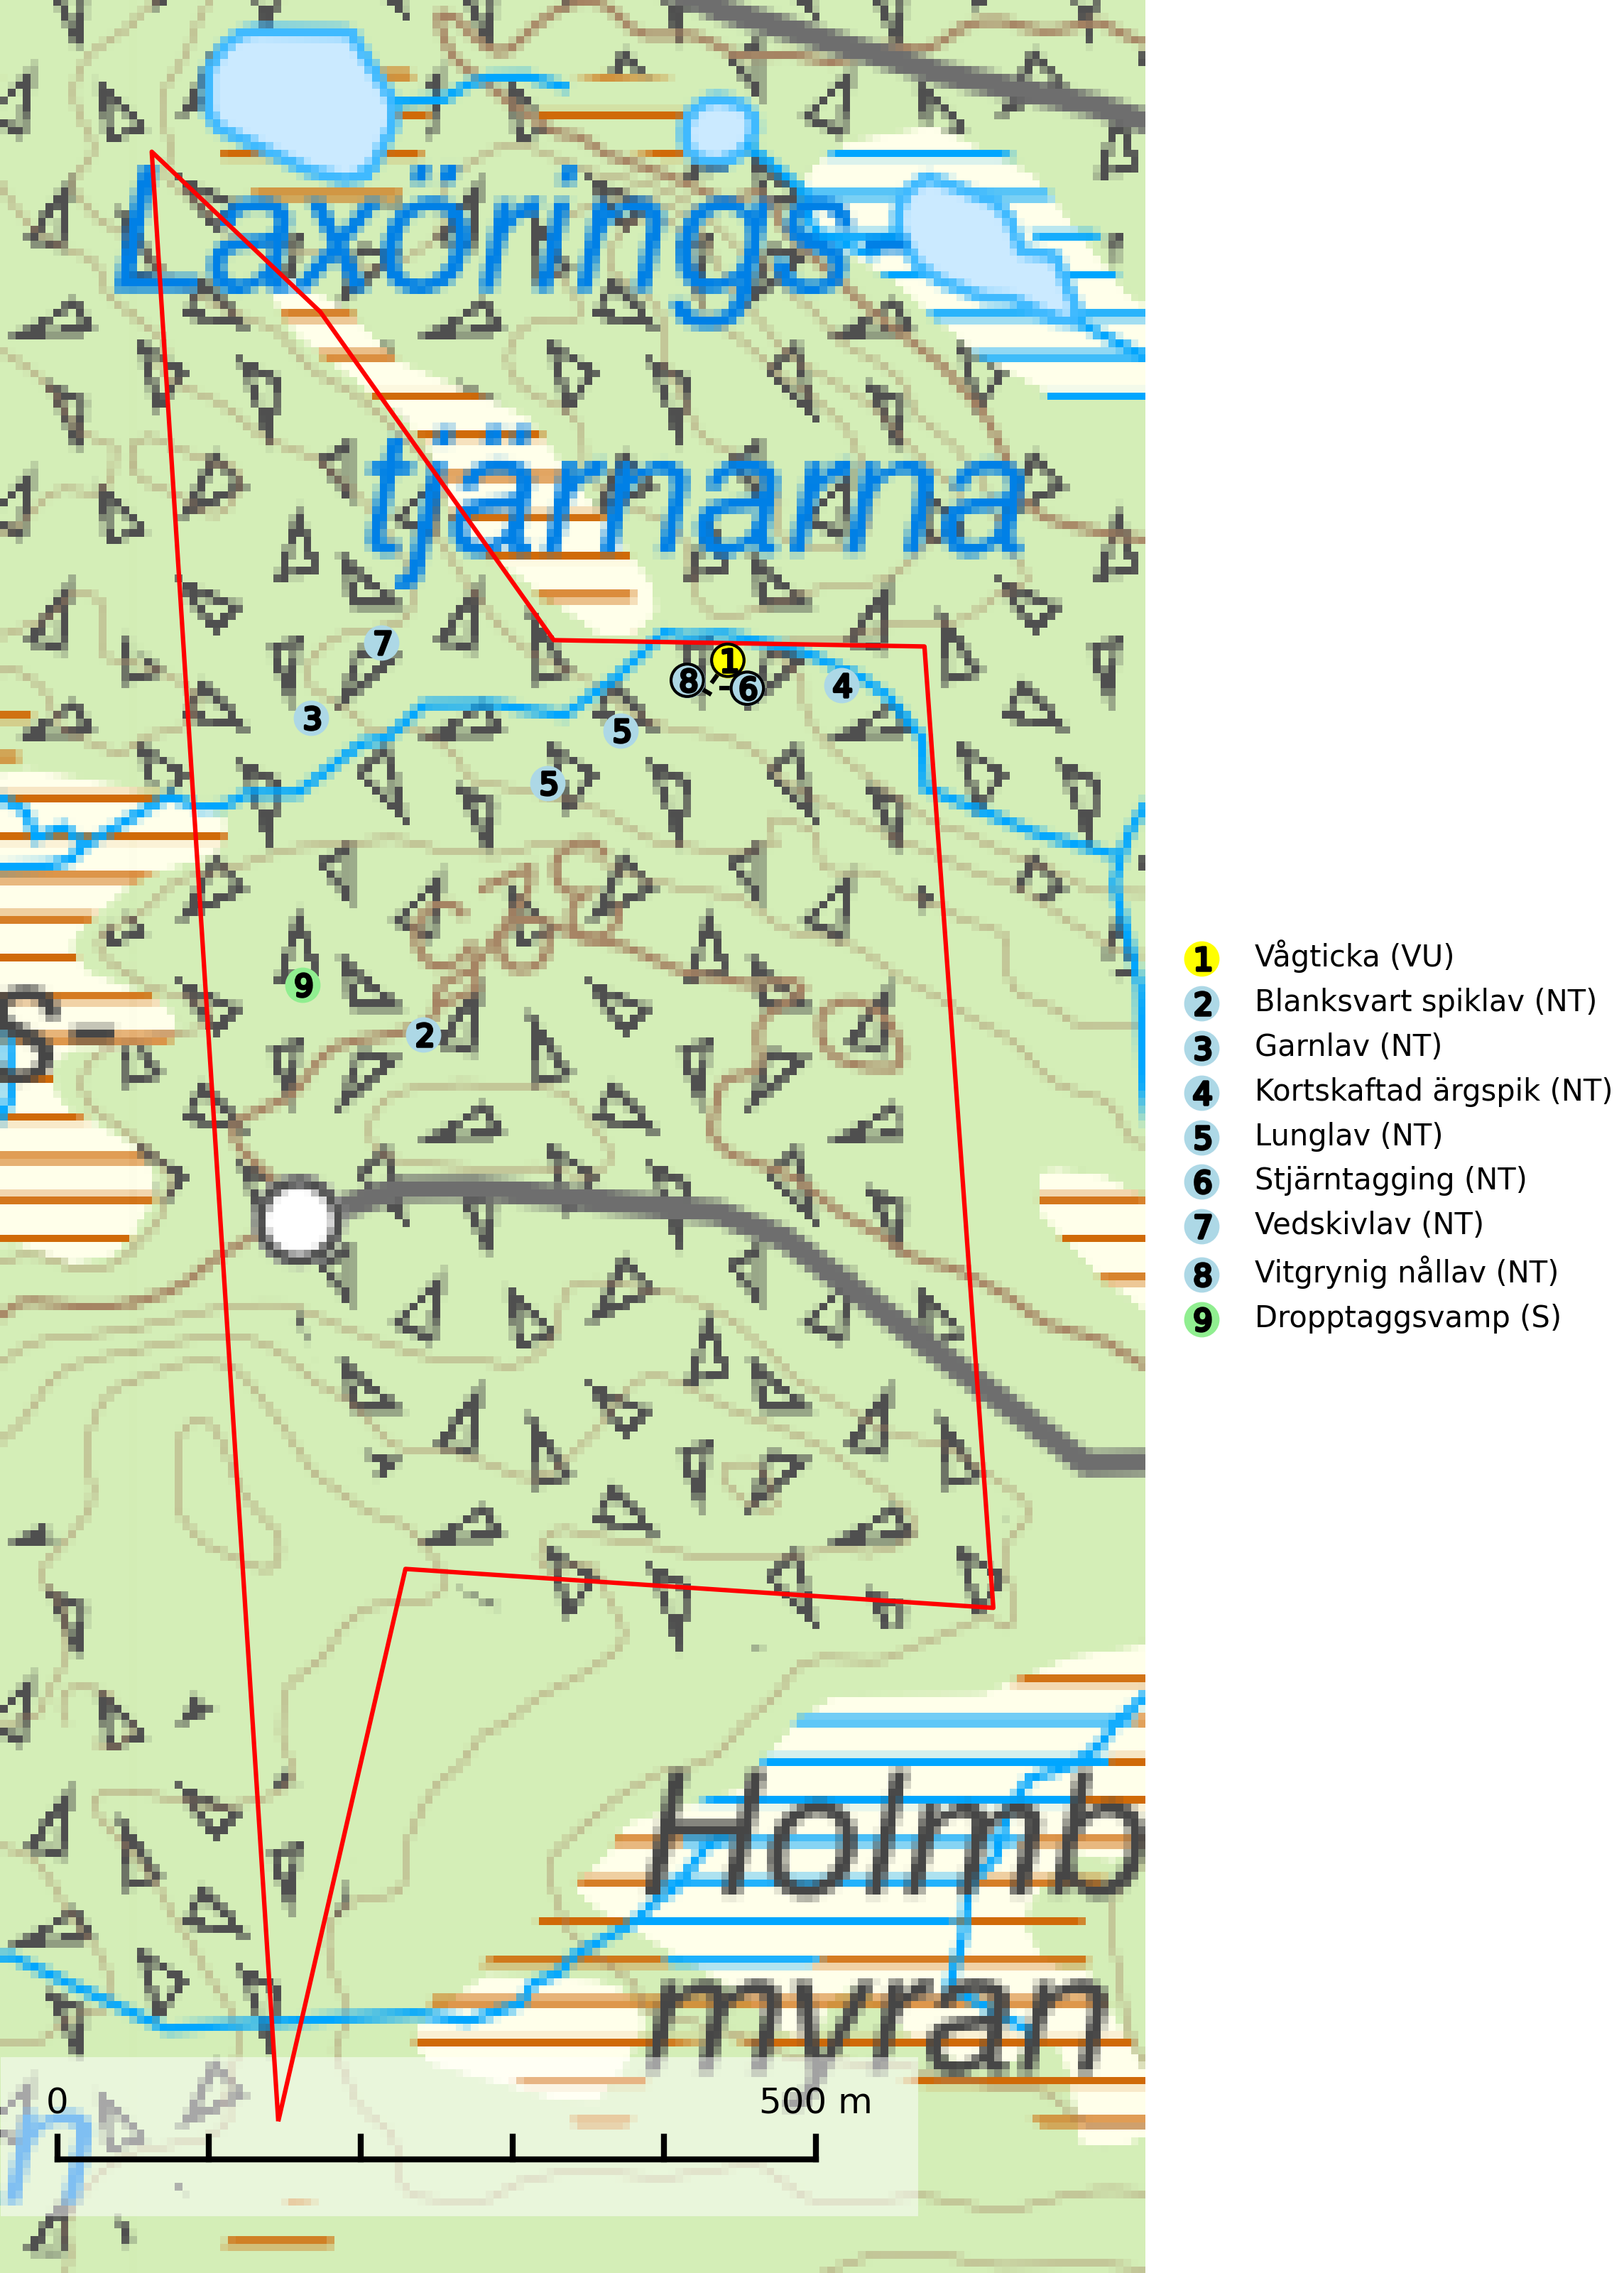 Laxörings
tjärnarna
7
1
8
6
4
3
5
5
9
S-
2
Holmb
myran
0
500 m
n
1 Vågticka (VU)
2 Blanksvart spiklav (NT)
3 Garnlav (NT)
4 Kortskaftad ärgspik (NT)
5 Lunglav (NT)
6 Stjärntagging (NT)
7 Vedskivlav (NT)
8 Vitgrynig nållav (NT)
9 Dropptaggsvamp (S)